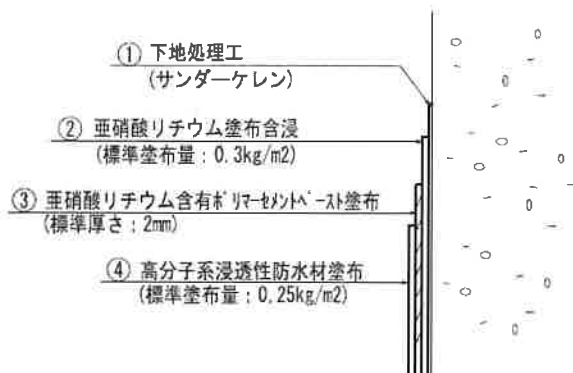 ① 下地処理工
(サンダーケレン)
② 亜硝酸リチウム塗布含浸
(標準塗布量：0.3kg/m2)
③ 亜硝酸リチウム含有ﾎﾟﾘﾏｰｾﾒﾝﾄﾍﾟｰｽﾄ塗布
(標準厚さ：2mm)
④ 高分子系浸透性防水材塗布
(標準塗布量：0.25kg/m2)